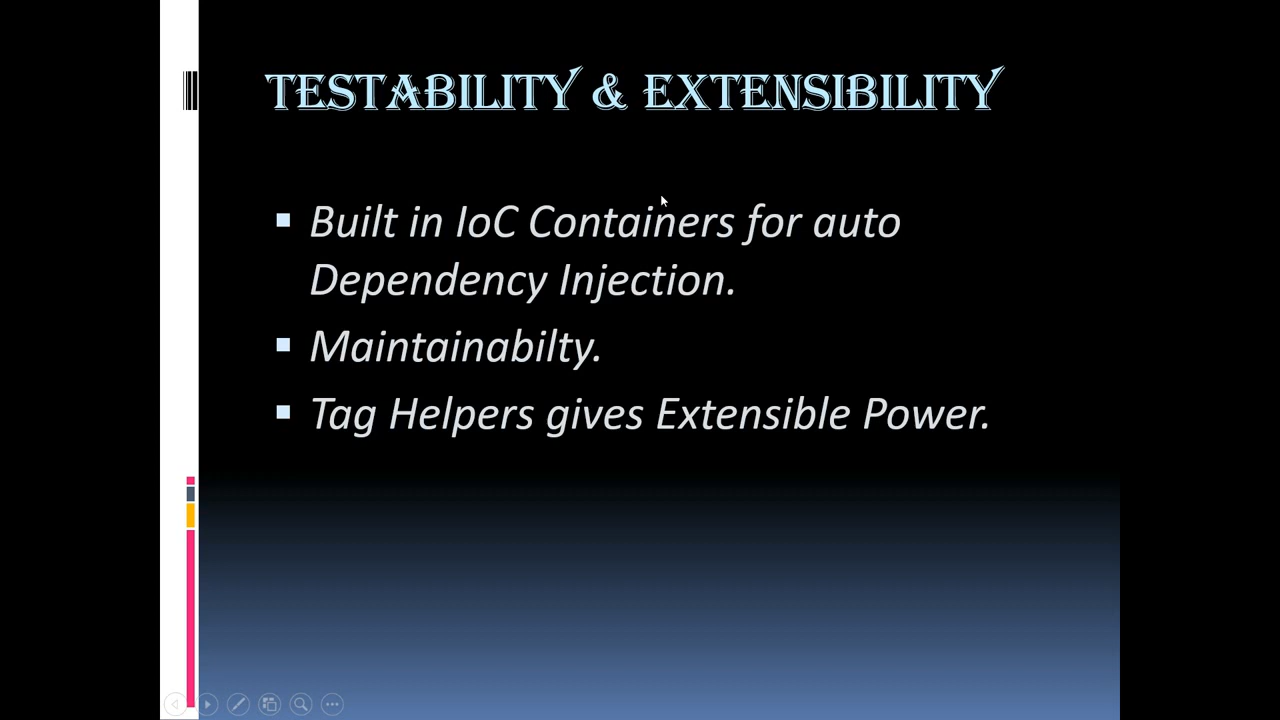 TESTABILITY & EXTENSIBILITY
Built in IoC Containers for auto
Dependency Injection.
Maintainabilty.
Tag Helpers gives Extensible Power.